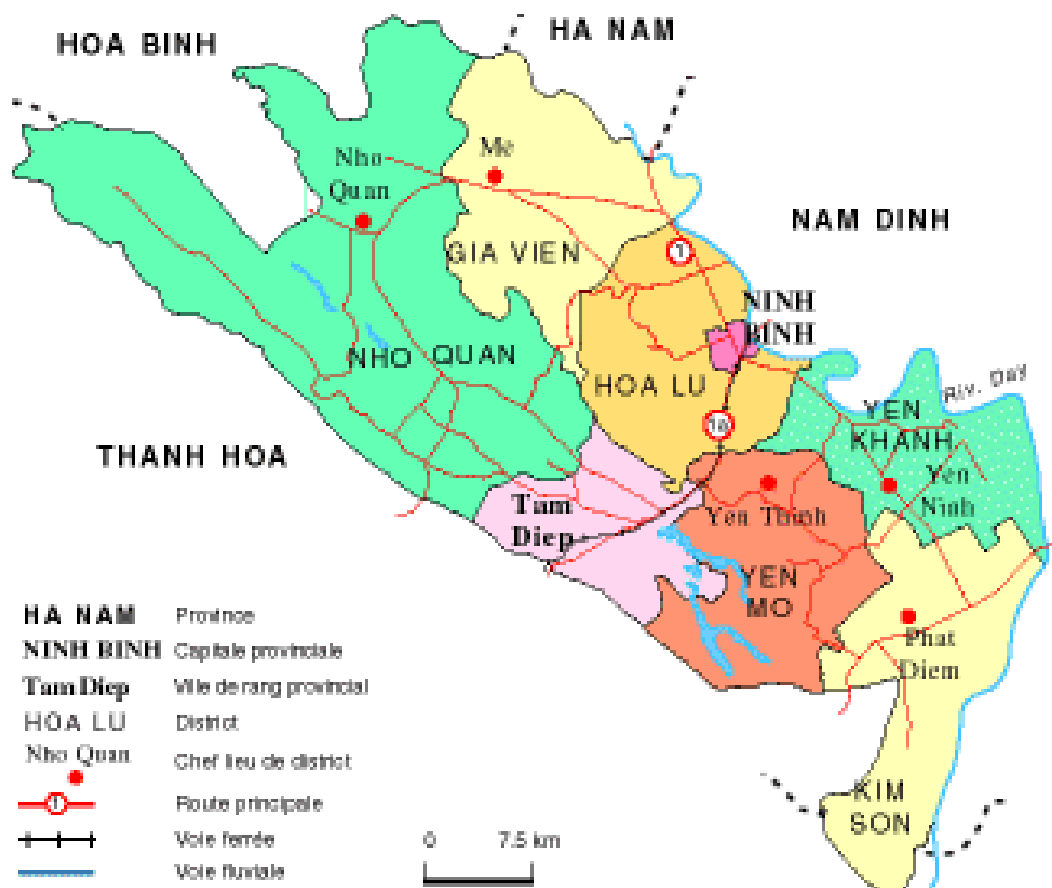 HOA BINH
HA NAM
Nho
Quan
Me
NAM DINH
GIA VIEN
1
NINH
BINH
NHO QUAN
HOA LU
Riv. Day
YEN
KHANH
THANH HOA
Yen
Ninh
Tam
Diep
Yen Thinh
YEN
MO
Phat
Diem
KIM
SON
HA NAM Province
NINH BINH Capitale provinciale
Tam Diep Ville de rang provincial
HOA LU District
Nho Quan Chef lieu de district
1 Route principale
Voie ferrée
Voie fluviale
0 7.5 km